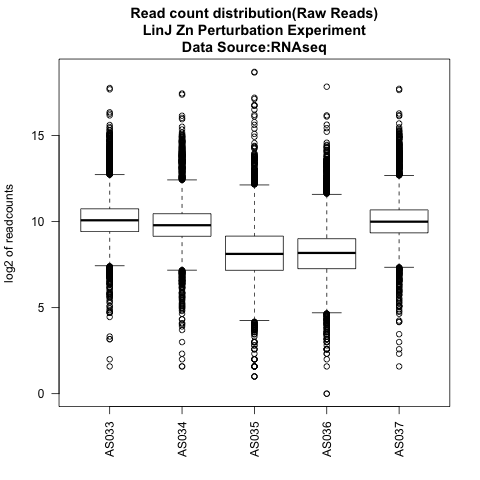 Read count distribution(Raw Reads)
LinJ Zn Perturbation Experiment
Data Source:RNAseq
log2 of readcounts
15
10
5
0
AS033
AS034
AS035
AS036
AS037